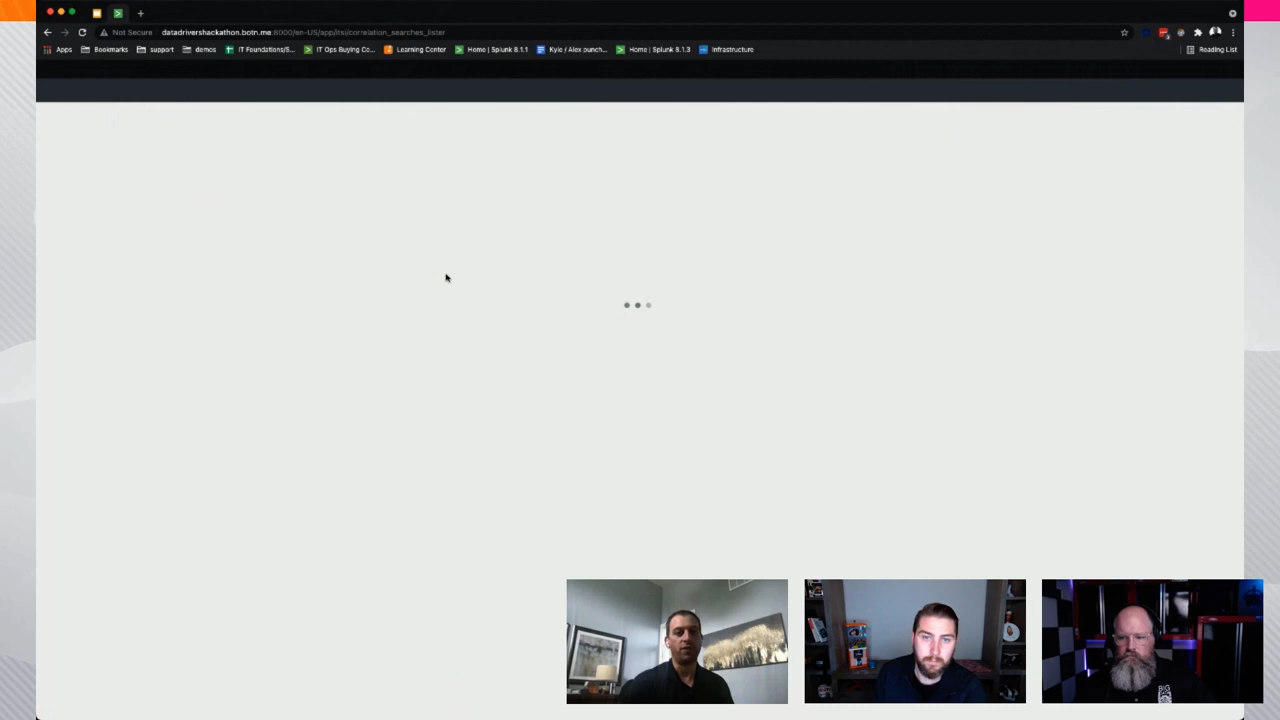 Not Secure datadrivershackathon.botn.me:8000/en-US/app/itsi/correlation_searches_lister
Apps Bookmarks support demos IT Foundations/S... IT Ops Buying Co... Learning Center Home | Splunk 8.1.1 Kyle / Alex punch... Home | Splunk 8.1.3 Infrastructure Reading List
BIG